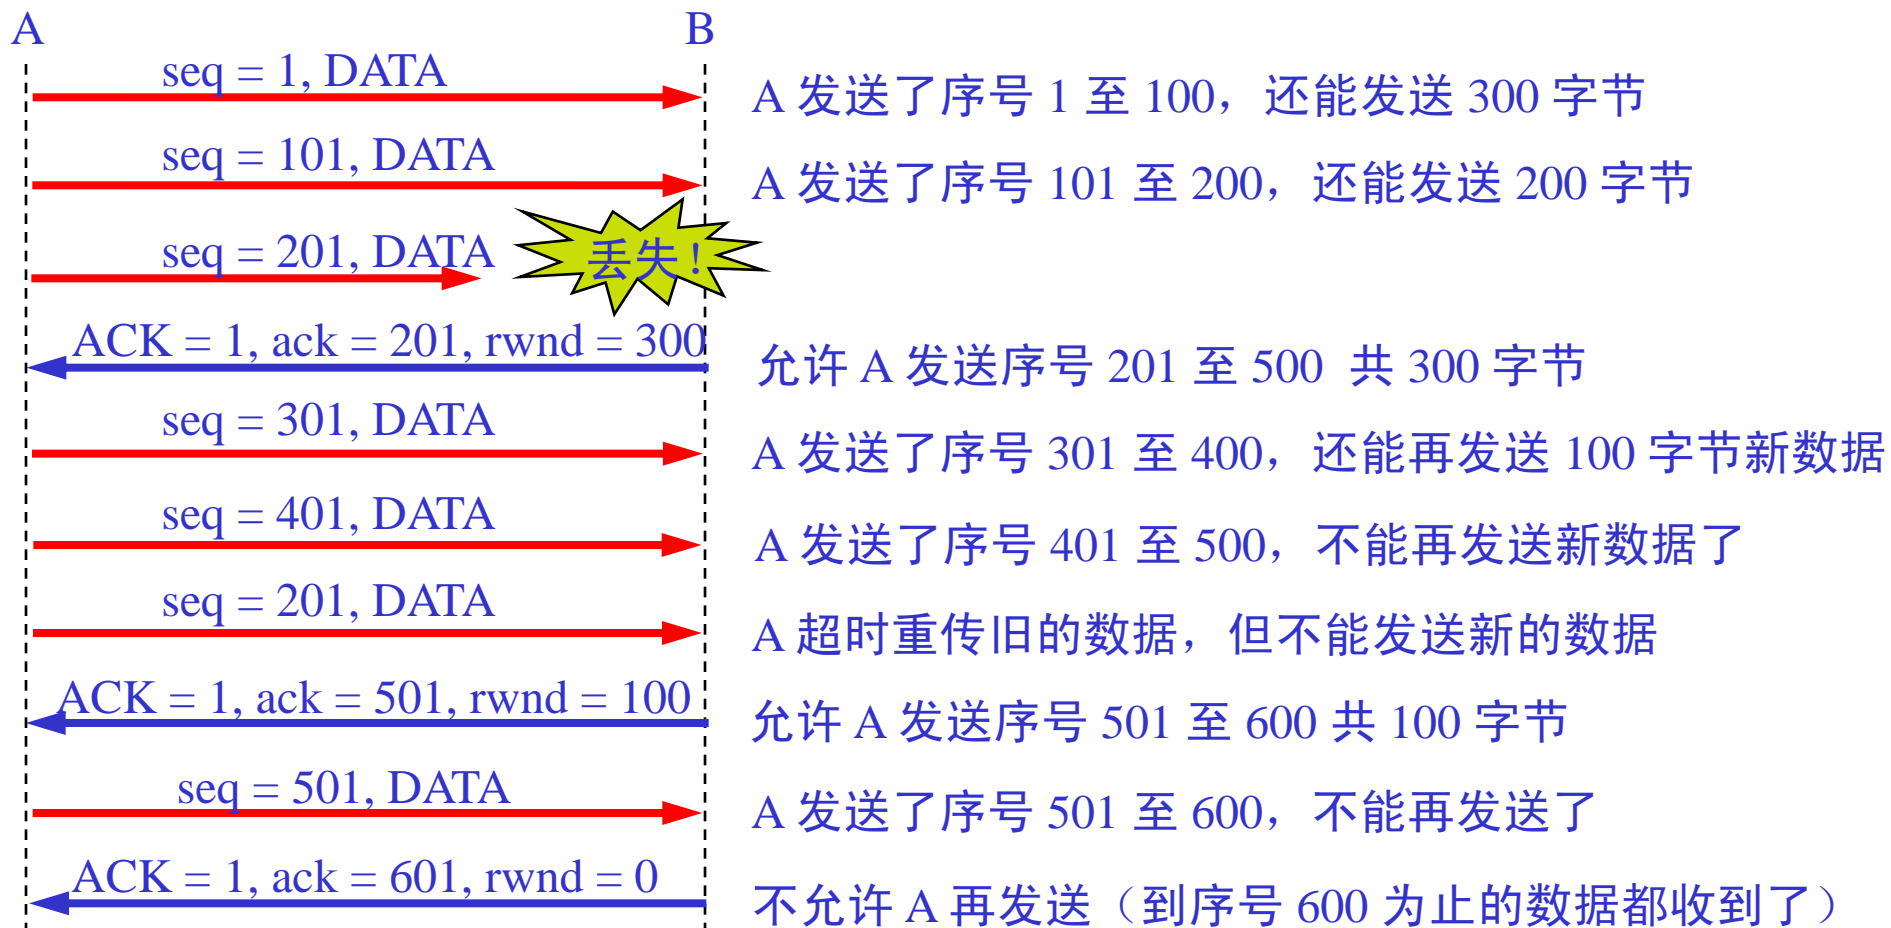 A
B
seq = 1, DATA
A 发送了序号 1 至 100，还能发送 300 字节
seq = 101, DATA
A 发送了序号 101 至 200，还能发送 200 字节
seq = 201, DATA
丢失！
ACK = 1, ack = 201, rwnd = 300
允许 A 发送序号 201 至 500 共 300 字节
seq = 301, DATA
A 发送了序号 301 至 400，还能再发送 100 字节新数据
seq = 401, DATA
A 发送了序号 401 至 500，不能再发送新数据了
seq = 201, DATA
A 超时重传旧的数据，但不能发送新的数据
ACK = 1, ack = 501, rwnd = 100
允许 A 发送序号 501 至 600 共 100 字节
seq = 501, DATA
A 发送了序号 501 至 600，不能再发送了
ACK = 1, ack = 601, rwnd = 0
不允许 A 再发送（到序号 600 为止的数据都收到了）